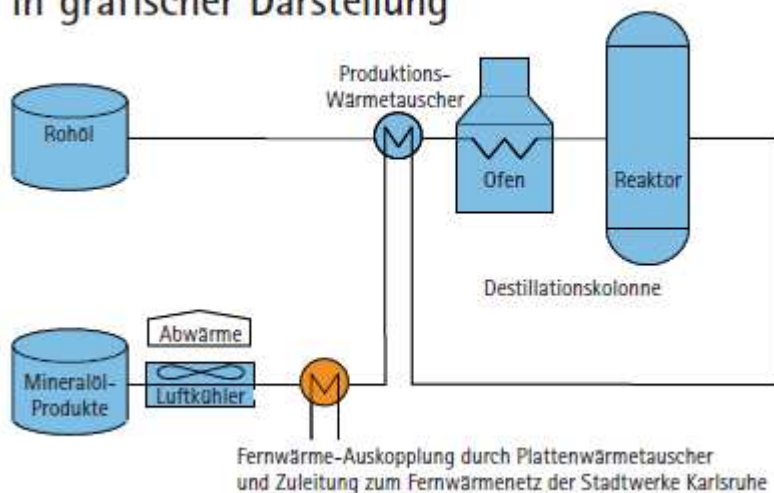 in grafischer Darstellung
Produktions-
Wärmetauscher
Rohöl
Ofen
Reaktor
Destillationskolonne
Abwärme
Luftkühler
Mineralöl-
Produkte
Fernwärme-Auskopplung durch Plattenwärmetauscher
und Zuleitung zum Fernwärmenetz der Stadtwerke Karlsruhe